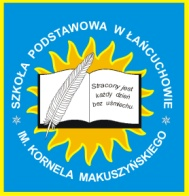 SZKOŁA PODSTAWOWA W ŁAŃCUCHOWIE
Stracony jest
każdy dzień
bez uśmiechu.
IM. KORNELA MAKUSZYŃSKIEGO